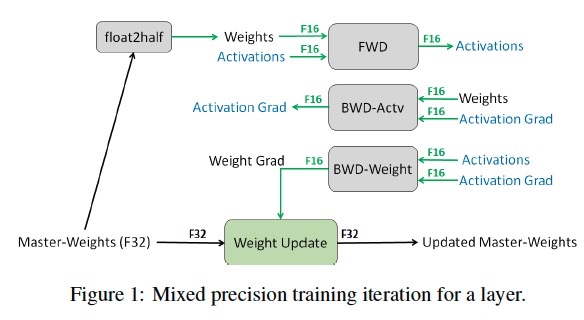 float2half
Weights F16
Activations F16
FWD
F16 Activations
Activation Grad F16
BWD-Actv
F16 Weights
F16 Activation Grad
Weight Grad F16
BWD-Weight
F16 Activations
F16 Activation Grad
Master-Weights (F32) F32 Weight Update F32 Updated Master-Weights
Figure 1: Mixed precision training iteration for a layer.